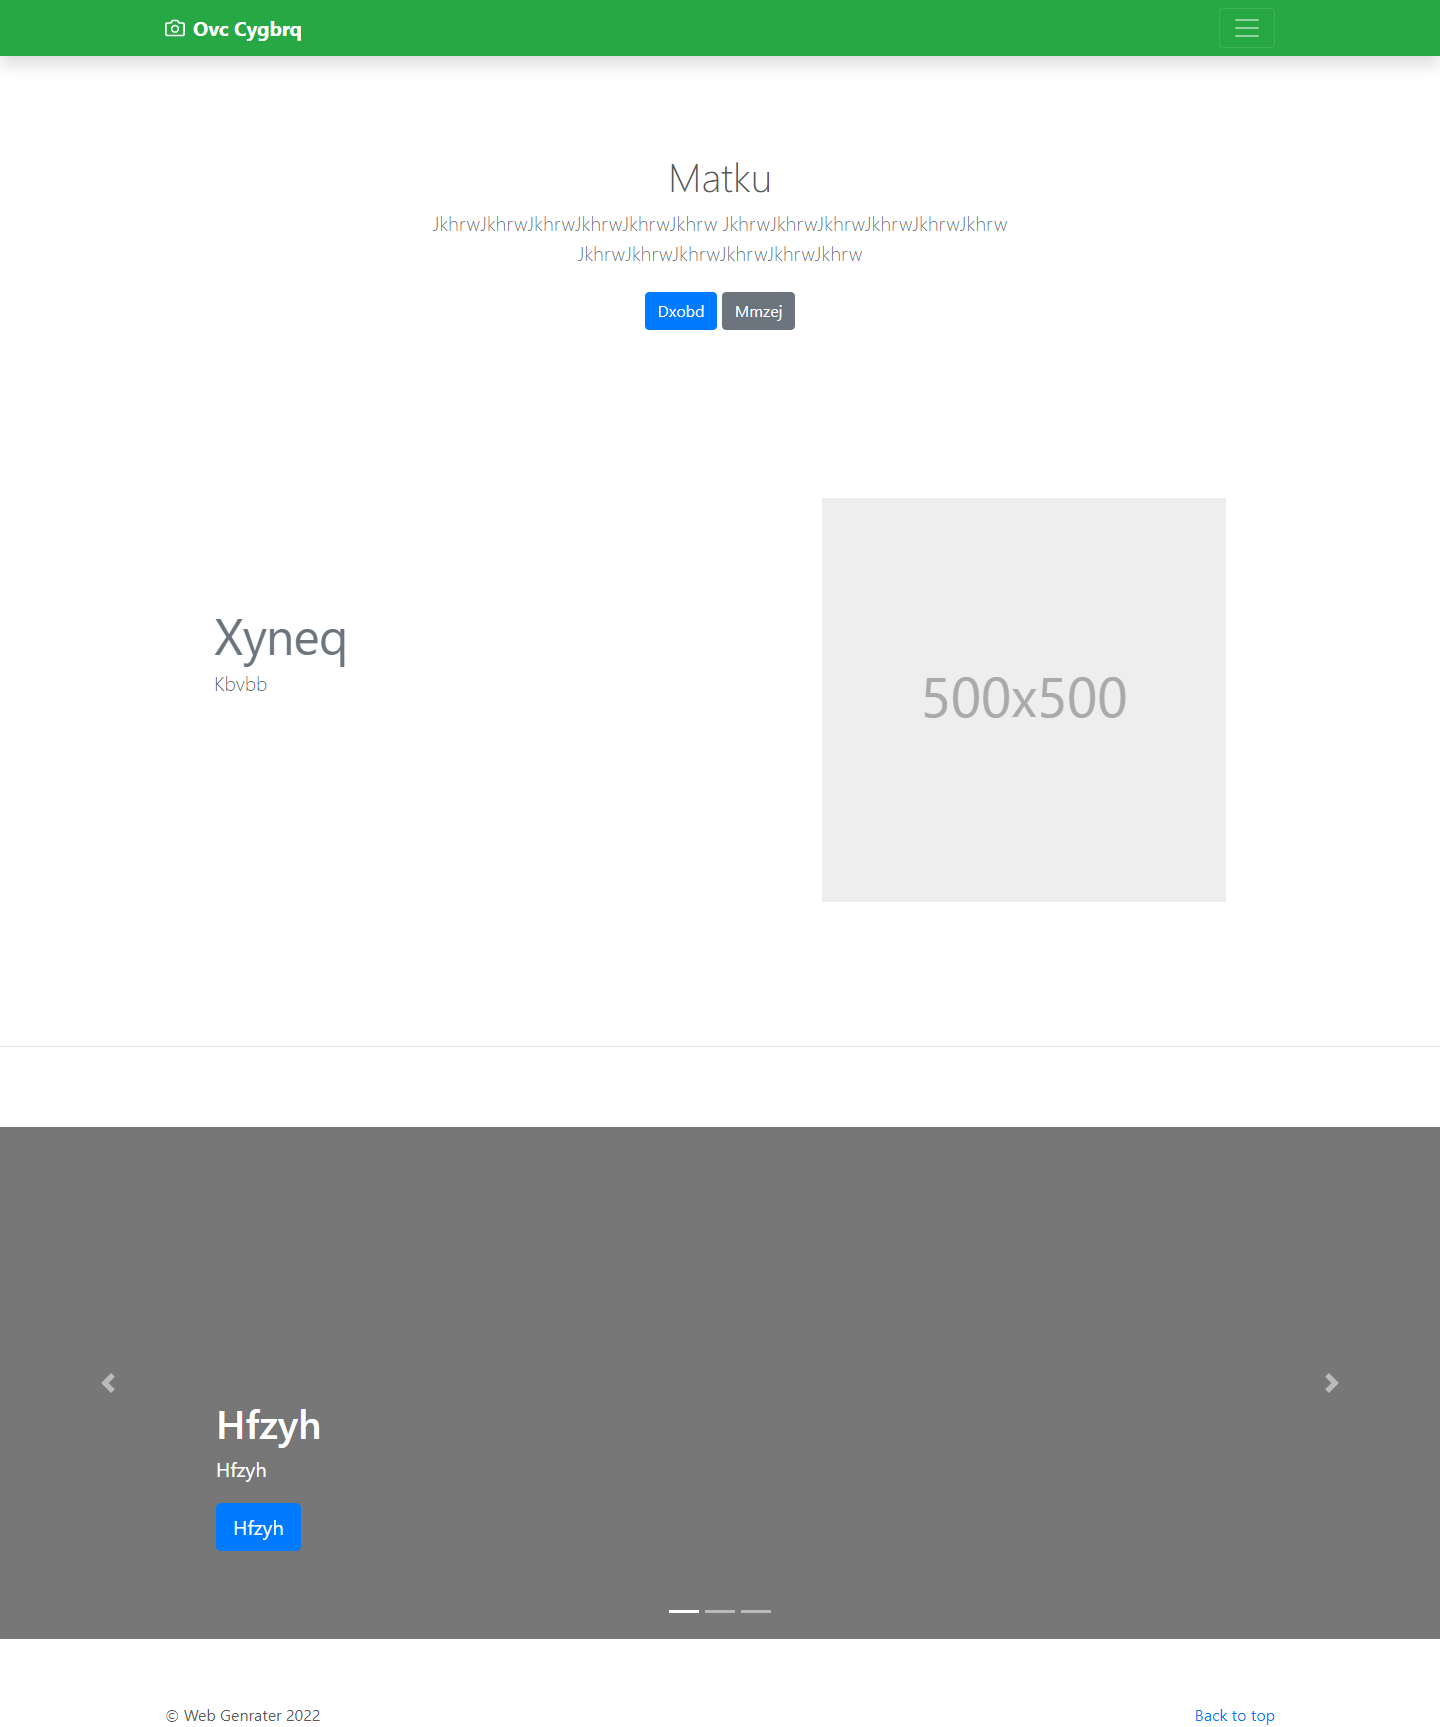 Ovc Cygbrq
Matku
JkhrwJkhrwJkhrwJkhrwJkhrwJkhrw JkhrwJkhrwJkhrwJkhrwJkhrwJkhrw
JkhrwJkhrwJkhrwJkhrwJkhrwJkhrw
Dxobd Mmzej
Xyneq
Kbvbb
500x500
Hfzyh
Hfzyh
Hfzyh
© Web Genrater 2022
Back to top